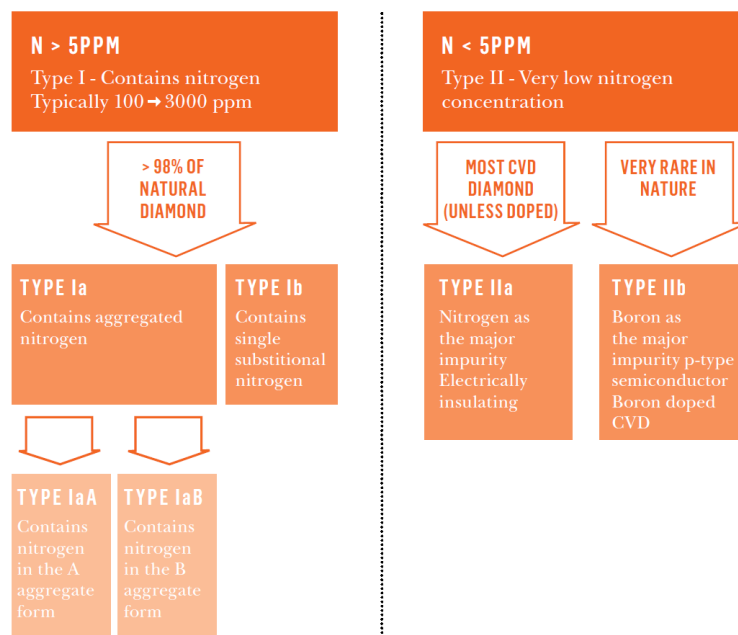 N > 5PPM
Type I - Contains nitrogen
Typically 100 → 3000 ppm
> 98% OF
NATURAL
DIAMOND
TYPE Ia
Contains aggregated
nitrogen
TYPE Ib
Contains
single
substitional
nitrogen
TYPE IaA
Contains
nitrogen
in the A
aggregate
form
TYPE IaB
Contains
nitrogen
in the B
aggregate
form
N < 5PPM
Type II - Very low nitrogen
concentration
MOST CVD
DIAMOND
(UNLESS DOPED)
VERY RARE IN
NATURE
TYPE IIa
Nitrogen as
the major
impurity
Electrically
insulating
TYPE IIb
Boron as
the major
impurity p-type
semiconductor
Boron doped
CVD